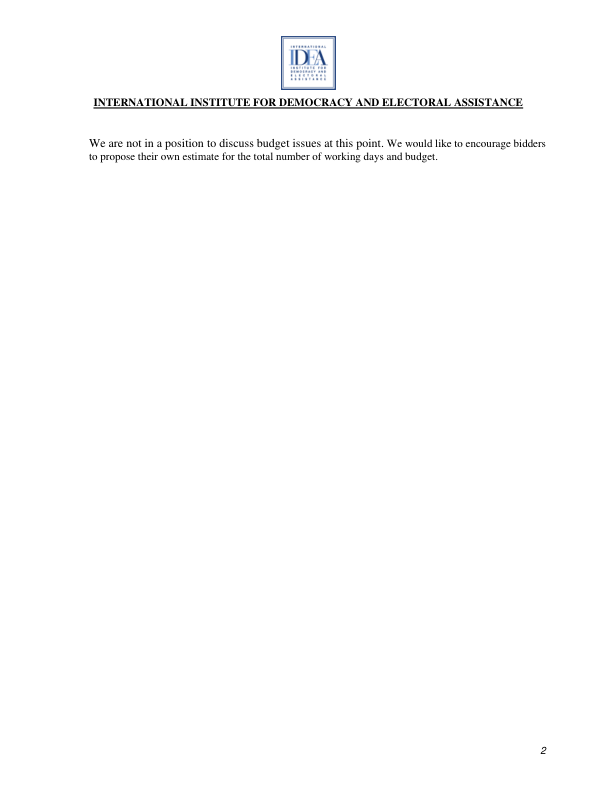 INTERNATIONAL
IDEA
INSTITUTE FOR
DEMOCRACY AND
ELECTORAL
ASSISTANCE
INTERNATIONAL INSTITUTE FOR DEMOCRACY AND ELECTORAL ASSISTANCE
We are not in a position to discuss budget issues at this point. We would like to encourage bidders
to propose their own estimate for the total number of working days and budget.
2